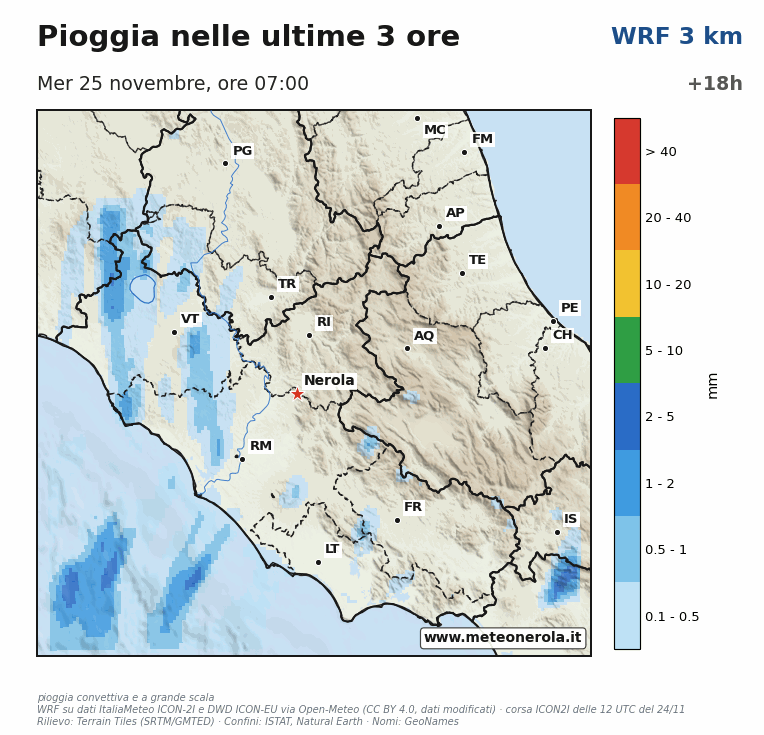 Pioggia nelle ultime 3 ore
WRF 3 km
Mer 25 novembre, ore 07:00
+18h
MC
FM
PG
AP
TE
TR
PE
VT
RI
AQ
CH
Nerola
RM
FR
IS
LT
www.meteonerola.it
> 40
20 - 40
10 - 20
5 - 10
2 - 5
1 - 2
0.5 - 1
0.1 - 0.5
mm
pioggia convettiva e a grande scala
WRF su dati ItaliaMeteo ICON-2I e DWD ICON-EU via Open-Meteo (CC BY 4.0, dati modificati) · corsa ICON2I delle 12 UTC del 24/11
Rilievo: Terrain Tiles (SRTM/GMTED) · Confini: ISTAT, Natural Earth · Nomi: GeoNames